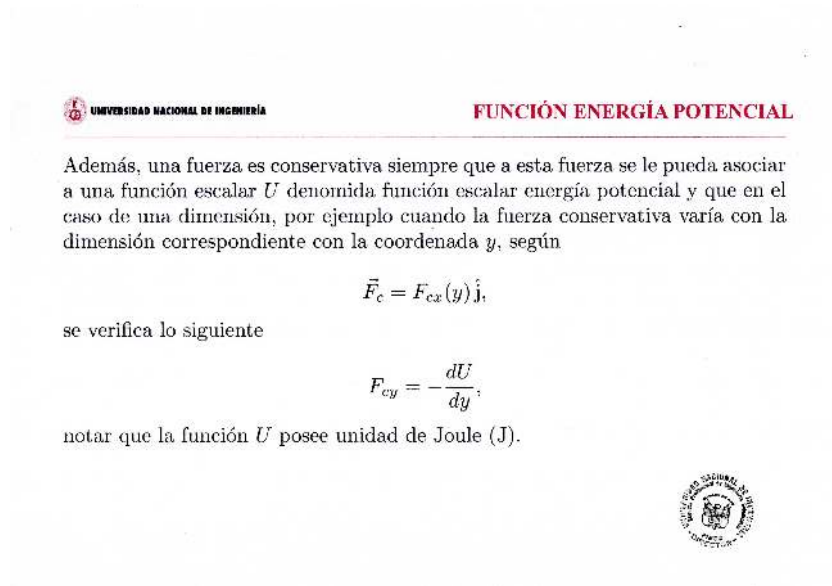 UNIVERSIDAD NACIONAL DE INGENIERÍA
FUNCIÓN ENERGÍA POTENCIAL
Además, una fuerza es conservativa siempre que a esta fuerza se le pueda asociar
a una función escalar U denomida función escalar energía potencial y que en el
caso de una dimensión, por ejemplo cuando la fuerza conservativa varía con la
dimensión correspondiente con la coordenada y, según
F⃗c = Fcx(y) ĵ,
se verifica lo siguiente
Fcy = −dU/dy,
notar que la función U posee unidad de Joule (J).